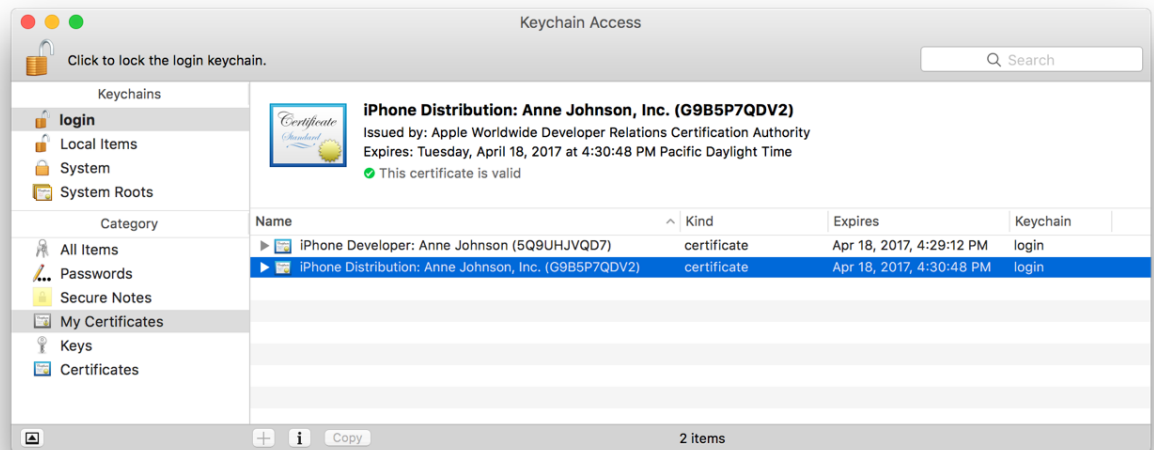 Keychain Access
Click to lock the login keychain.
Search
Keychains
login
Local Items
System
System Roots
Category
All Items
Passwords
Secure Notes
My Certificates
Keys
Certificates
Certificate
Standard
iPhone Distribution: Anne Johnson, Inc. (G9B5P7QDV2)
Issued by: Apple Worldwide Developer Relations Certification Authority
Expires: Tuesday, April 18, 2017 at 4:30:48 PM Pacific Daylight Time
This certificate is valid
Name Kind Expires Keychain
iPhone Developer: Anne Johnson (5Q9UHJVQD7) certificate Apr 18, 2017, 4:29:12 PM login
iPhone Distribution: Anne Johnson, Inc. (G9B5P7QDV2) certificate Apr 18, 2017, 4:30:48 PM login
Copy
2 items